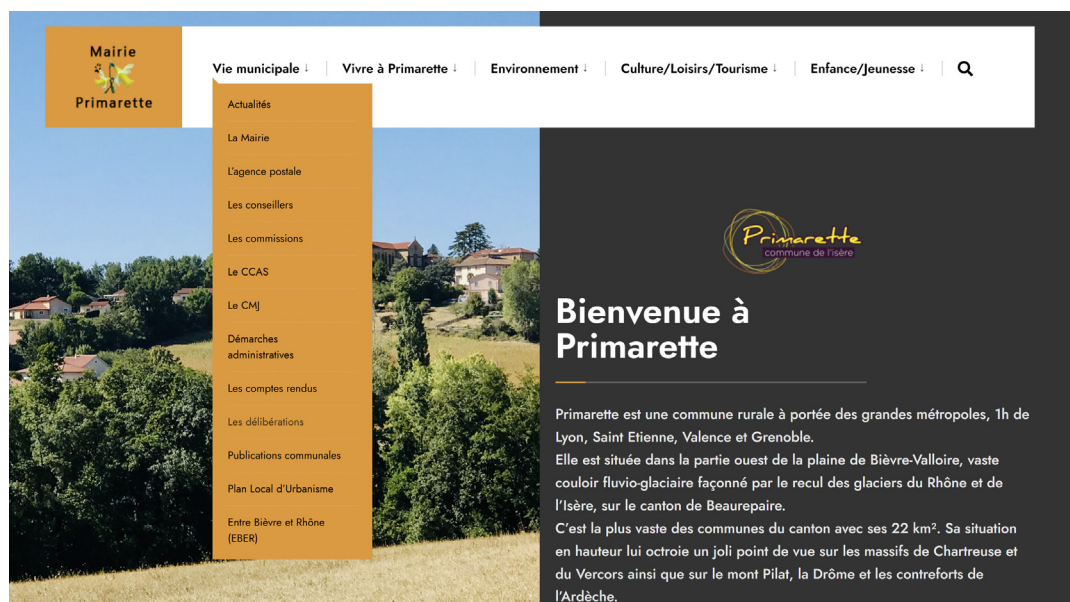 Mairie
Primarette
Vie municipale ↓
Vivre à Primarette ↓
Environnement ↓
Culture/Loisirs/Tourisme ↓
Enfance/Jeunesse ↓
Actualités
La Mairie
L'agence postale
Les conseillers
Les commissions
Le CCAS
Le CMJ
Démarches
administratives
Les comptes rendus
Les délibérations
Publications communales
Plan Local d'Urbanisme
Entre Bièvre et Rhône
(EBER)
Primarette
commune de l'isère
Bienvenue à
Primarette
Primarette est une commune rurale à portée des grandes métropoles, 1h de
Lyon, Saint Etienne, Valence et Grenoble.
Elle est située dans la partie ouest de la plaine de Bièvre-Valloire, vaste
couloir fluvio-glaciaire façonné par le recul des glaciers du Rhône et de
l'Isère, sur le canton de Beaurepaire.
C'est la plus vaste des communes du canton avec ses 22 km². Sa situation
en hauteur lui octroie un joli point de vue sur les massifs de Chartreuse et
du Vercors ainsi que sur le mont Pilat, la Drôme et les contreforts de
l'Ardèche.